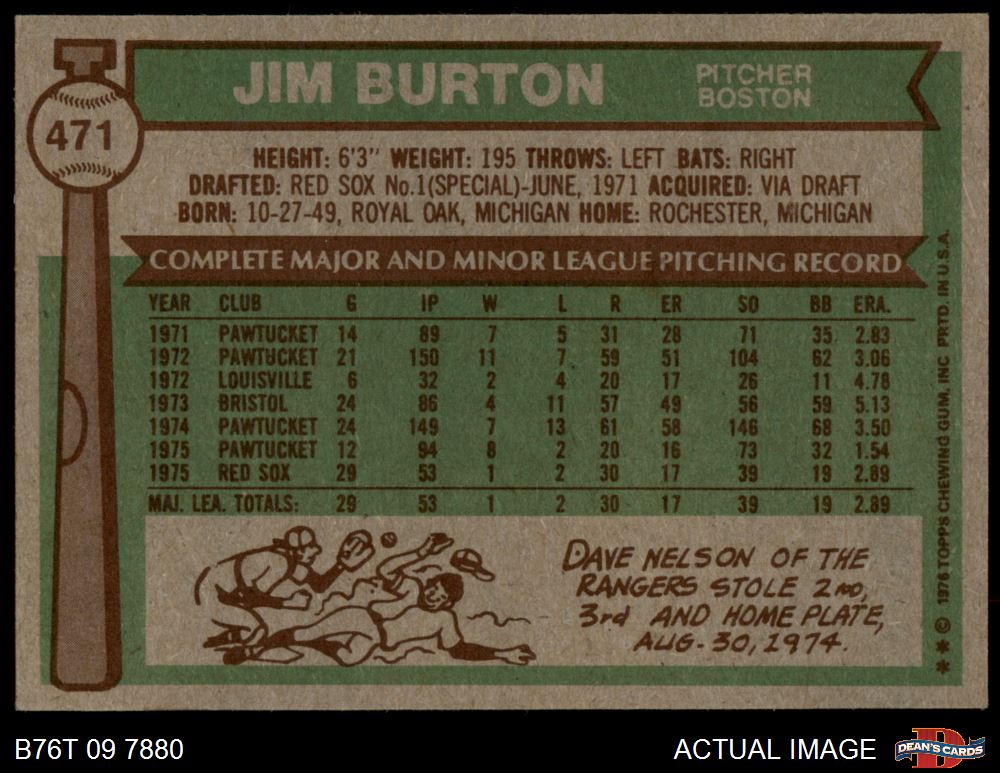 JIM BURTON
PITCHER
BOSTON
471
HEIGHT: 6'3" WEIGHT: 195 THROWS: LEFT BATS: RIGHT
DRAFTED: RED SOX No.1(SPECIAL)-JUNE, 1971 ACQUIRED: VIA DRAFT
BORN: 10-27-49, ROYAL OAK, MICHIGAN HOME: ROCHESTER, MICHIGAN
COMPLETE MAJOR AND MINOR LEAGUE PITCHING RECORD
YEAR CLUB G IP W L R ER SO BB ERA.
1971 PAWTUCKET 14 89 7 5 31 28 71 35 2.83
1972 PAWTUCKET 21 150 11 7 59 51 104 62 3.06
1972 LOUISVILLE 6 32 2 4 20 17 26 11 4.78
1973 BRISTOL 24 86 4 11 57 49 56 59 5.13
1974 PAWTUCKET 24 149 7 13 61 58 146 68 3.50
1975 PAWTUCKET 12 94 8 2 20 16 73 32 1.54
1975 RED SOX 29 53 1 2 30 17 39 19 2.89
MAJ. LEA. TOTALS: 29 53 1 2 30 17 39 19 2.89
DAVE NELSON OF THE
RANGERS STOLE 2ND,
3rd AND HOME PLATE,
AUG. 30, 1974.
** © 1976 TOPPS CHEWING GUM, INC PRTD. IN U.S.A.
B76T 09 7880
ACTUAL IMAGE
D
DEAN'S CARDS